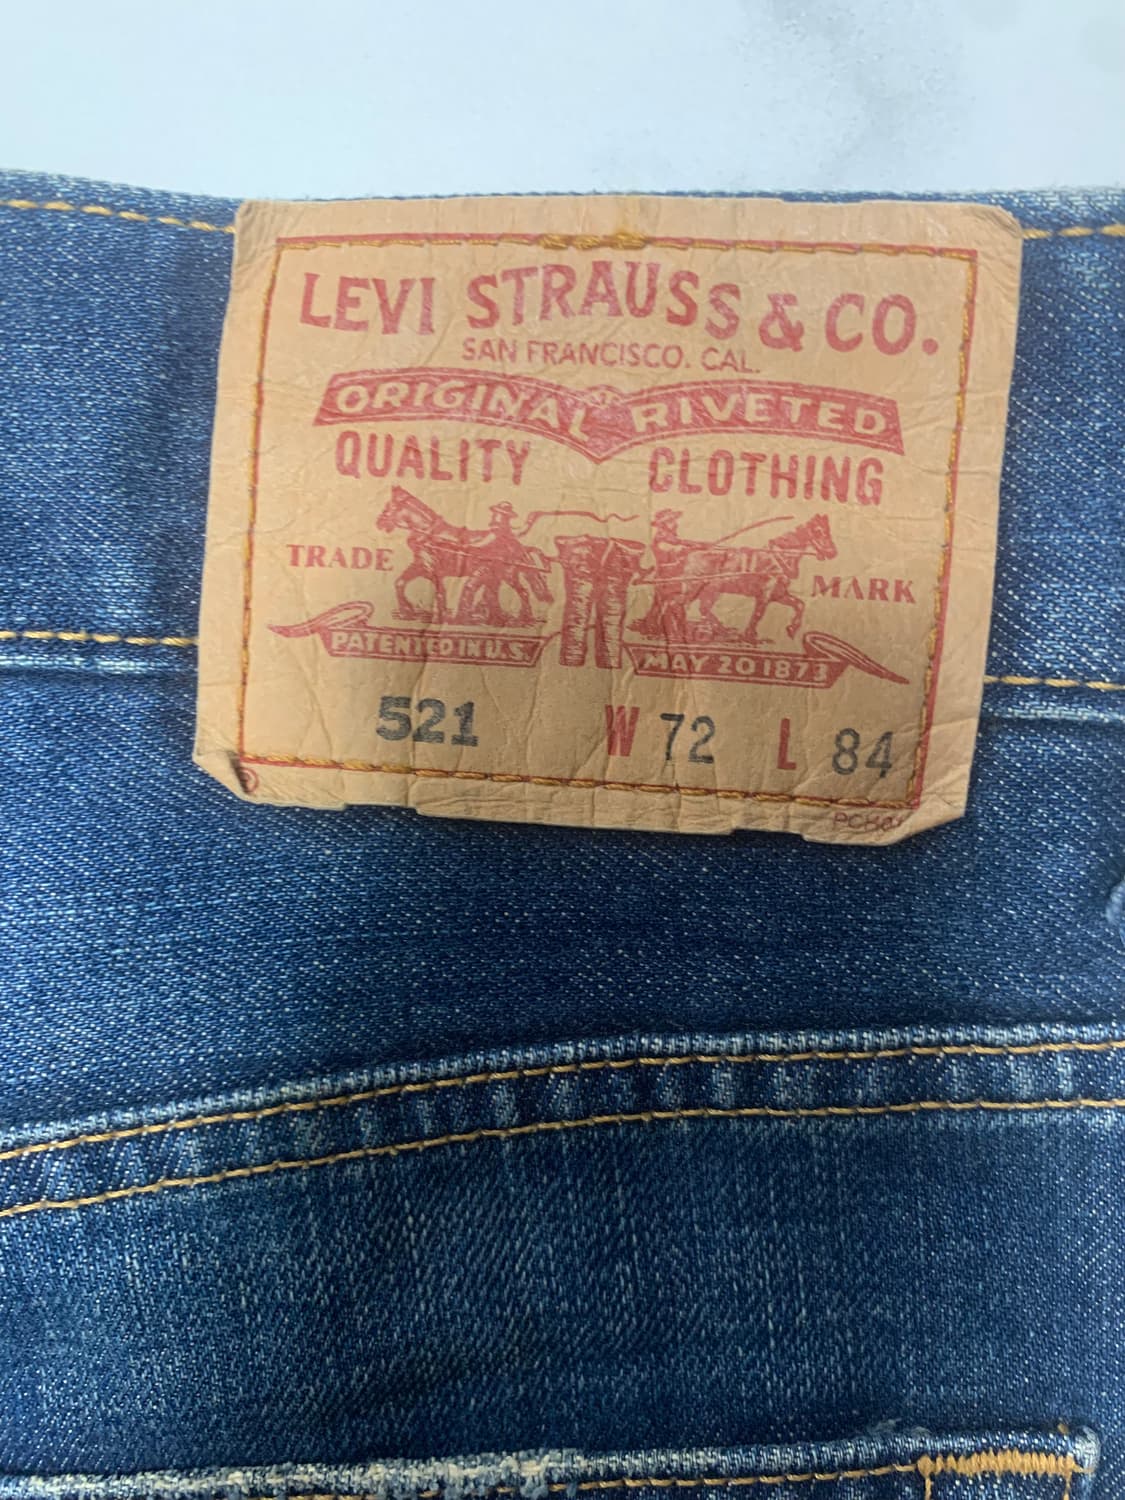 LEVI STRAUSS & CO.
SAN FRANCISCO. CAL.
ORIGINAL RIVETED
QUALITY CLOTHING
TRADE MARK
PATENTED IN U.S MAY 20 1873
521 W 72 L 84
®